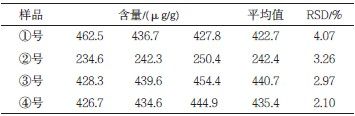 样品 含量/(μg/g) 平均值 RSD/%
①号 462.5 436.7 427.8 422.7 4.07
②号 234.6 242.3 250.4 242.4 3.26
③号 428.3 439.6 454.4 440.7 2.97
④号 426.7 434.6 444.9 435.4 2.10